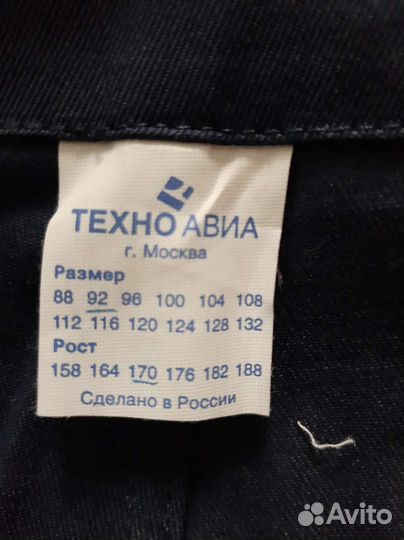 ТЕХНОАВИА
г. Москва
Размер
88 92 96 100 104 108
112 116 120 124 128 132
Рост
158 164 170 176 182 188
Сделано в России
Avito